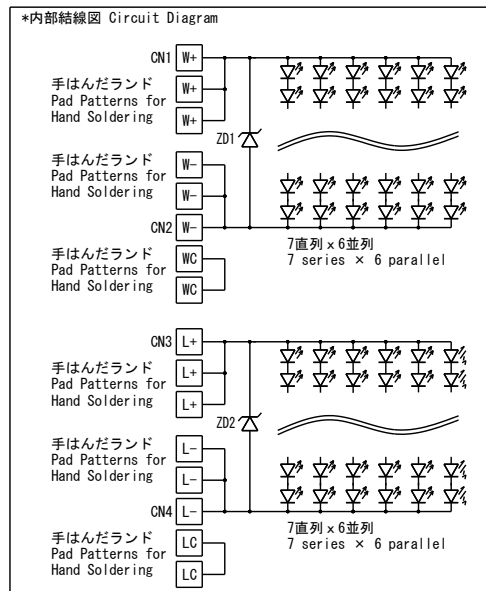 *内部結線図 Circuit Diagram
CN1 W+
手はんだランド
Pad Patterns for
Hand Soldering
W+
W+
ZD1
手はんだランド
Pad Patterns for
Hand Soldering
W-
W-
CN2 W-
7直列x6並列
7 series × 6 parallel
手はんだランド
Pad Patterns for
Hand Soldering
WC
WC
CN3 L+
手はんだランド
Pad Patterns for
Hand Soldering
L+
L+
ZD2
手はんだランド
Pad Patterns for
Hand Soldering
L-
L-
CN4 L-
7直列x6並列
7 series × 6 parallel
手はんだランド
Pad Patterns for
Hand Soldering
LC
LC